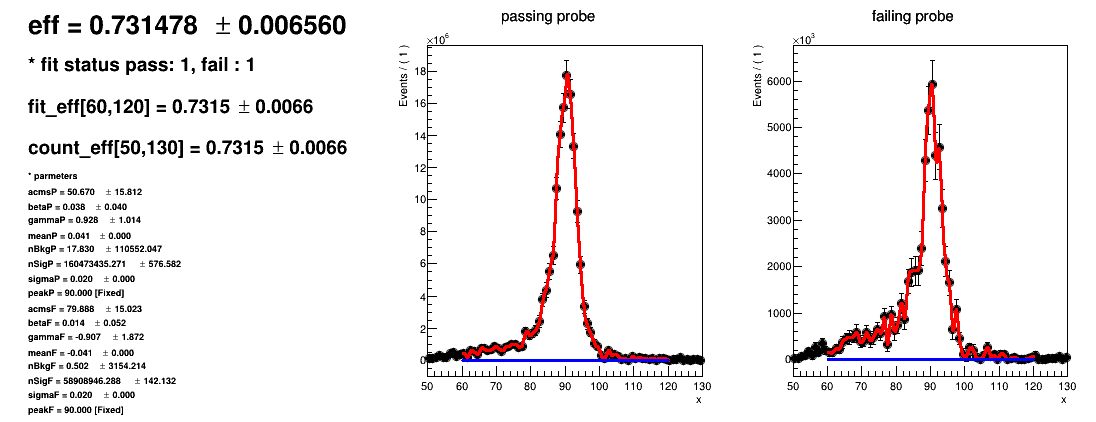 eff = 0.731478 ± 0.006560
* fit status pass: 1, fail : 1
fit_eff[60,120] = 0.7315 ± 0.0066
count_eff[50,130] = 0.7315 ± 0.0066
* parmeters
acmsP = 50.670 ± 15.812
betaP = 0.038 ± 0.040
gammaP = 0.928 ± 1.014
meanP = 0.041 ± 0.000
nBkgP = 17.830 ± 110552.047
nSigP = 160473435.271 ± 576.582
sigmaP = 0.020 ± 0.000
peakP = 90.000 [Fixed]
acmsF = 79.888 ± 15.023
betaF = 0.014 ± 0.052
gammaF = -0.907 ± 1.872
meanF = -0.041 ± 0.000
nBkgF = 0.502 ± 3154.214
nSigF = 58908946.288 ± 142.132
sigmaF = 0.020 ± 0.000
peakF = 90.000 [Fixed]
passing probe
×10⁶
Events / ( 1 )
18
16
14
12
10
8
6
4
2
0
50 60 70 80 90 100 110 120 130
x
failing probe
×10³
Events / ( 1 )
6000
5000
4000
3000
2000
1000
0
50 60 70 80 90 100 110 120 130
x